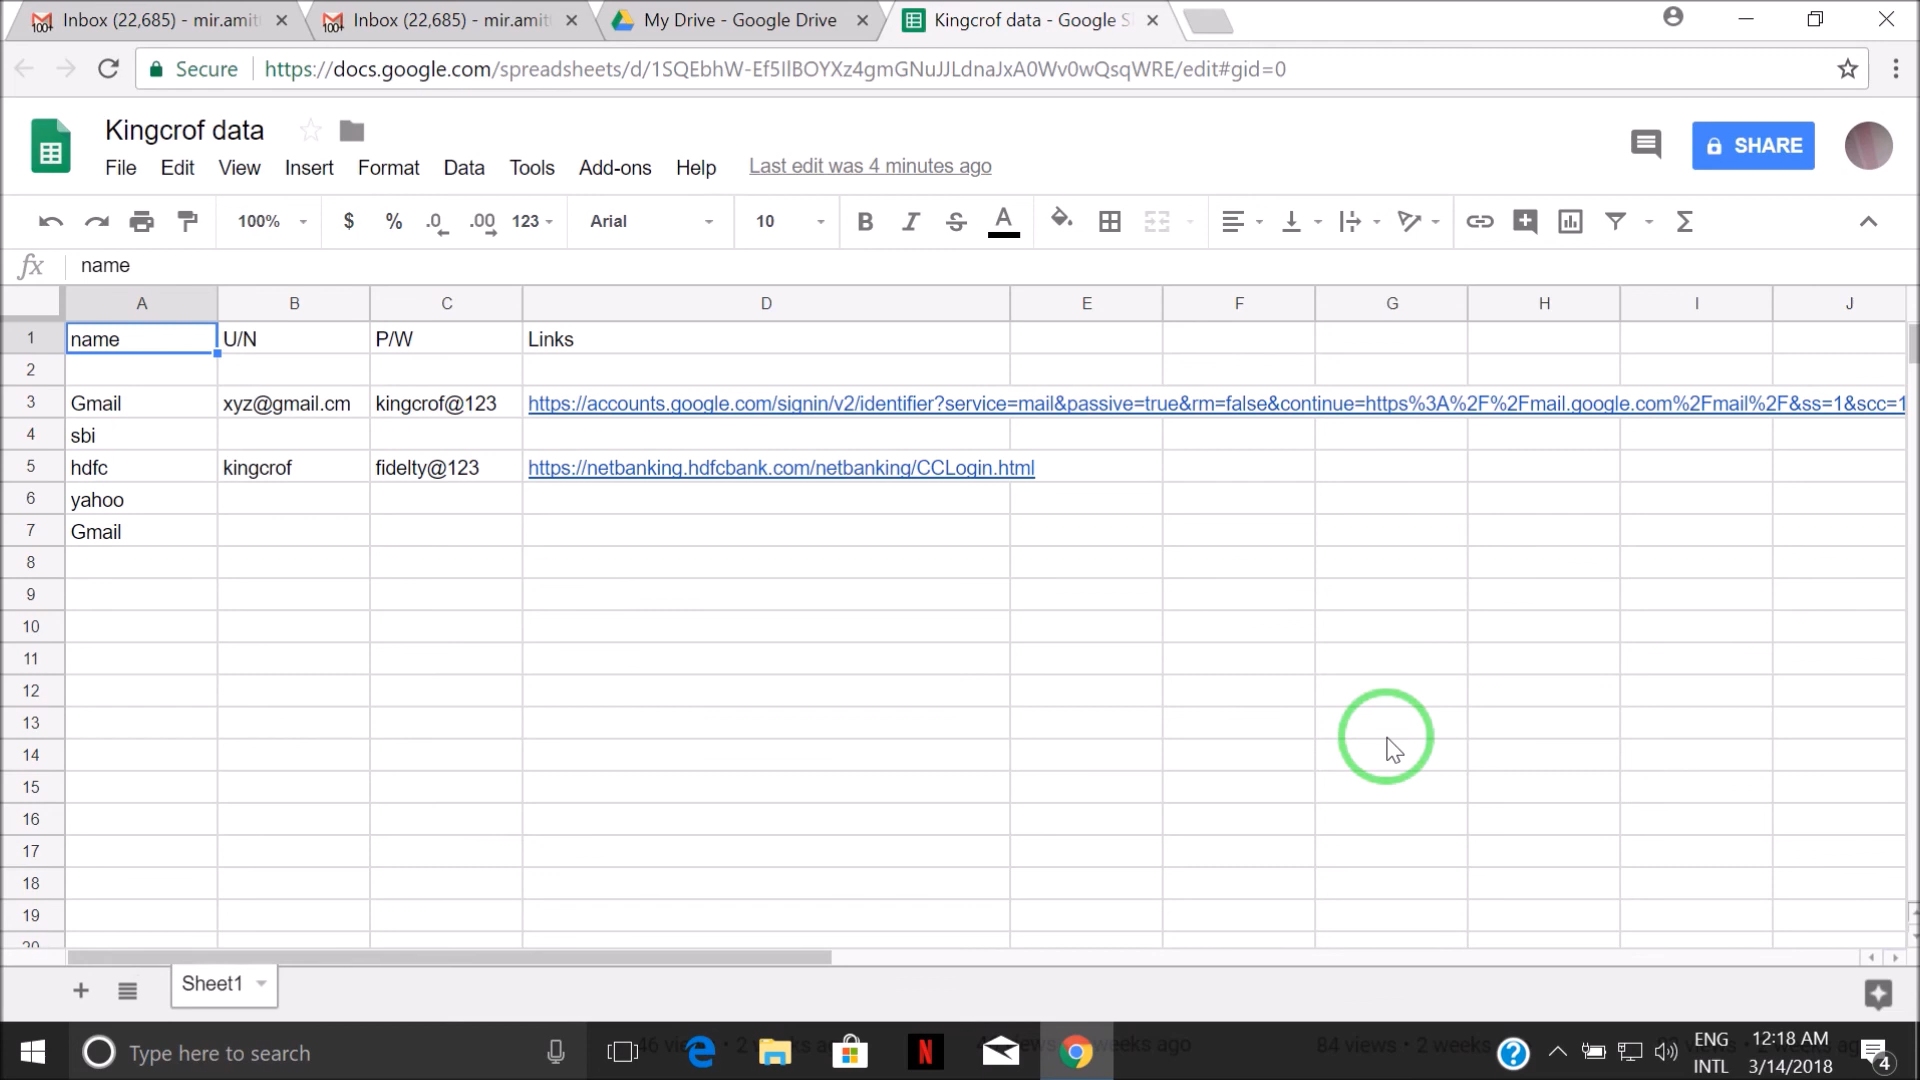 Inbox (22,685) - mir.amit
Inbox (22,685) - mir.amit
My Drive - Google Drive
Kingcrof data - Google S
Secure https://docs.google.com/spreadsheets/d/1SQEbhW-Ef5IlBOYXz4gmGNuJJLdnaJxA0Wv0wQsqWRE/edit#gid=0
Kingcrof data
File Edit View Insert Format Data Tools Add-ons Help Last edit was 4 minutes ago
SHARE
100% $ % .0 .00 123 Arial 10 B I S A Σ
fx name
A B C D E F G H I J
1 name U/N P/W Links
2
3 Gmail xyz@gmail.cm kingcrof@123 https://accounts.google.com/signin/v2/identifier?service=mail&passive=true&rm=false&continue=https%3A%2F%2Fmail.google.com%2Fmail%2F&ss=1&scc=1
4 sbi
5 hdfc kingcrof fidelty@123 https://netbanking.hdfcbank.com/netbanking/CCLogin.html
6 yahoo
7 Gmail
8
9
10
11
12
13
14
15
16
17
18
19
20
+ Sheet1
Type here to search
ENG 12:18 AM
INTL 3/14/2018 4